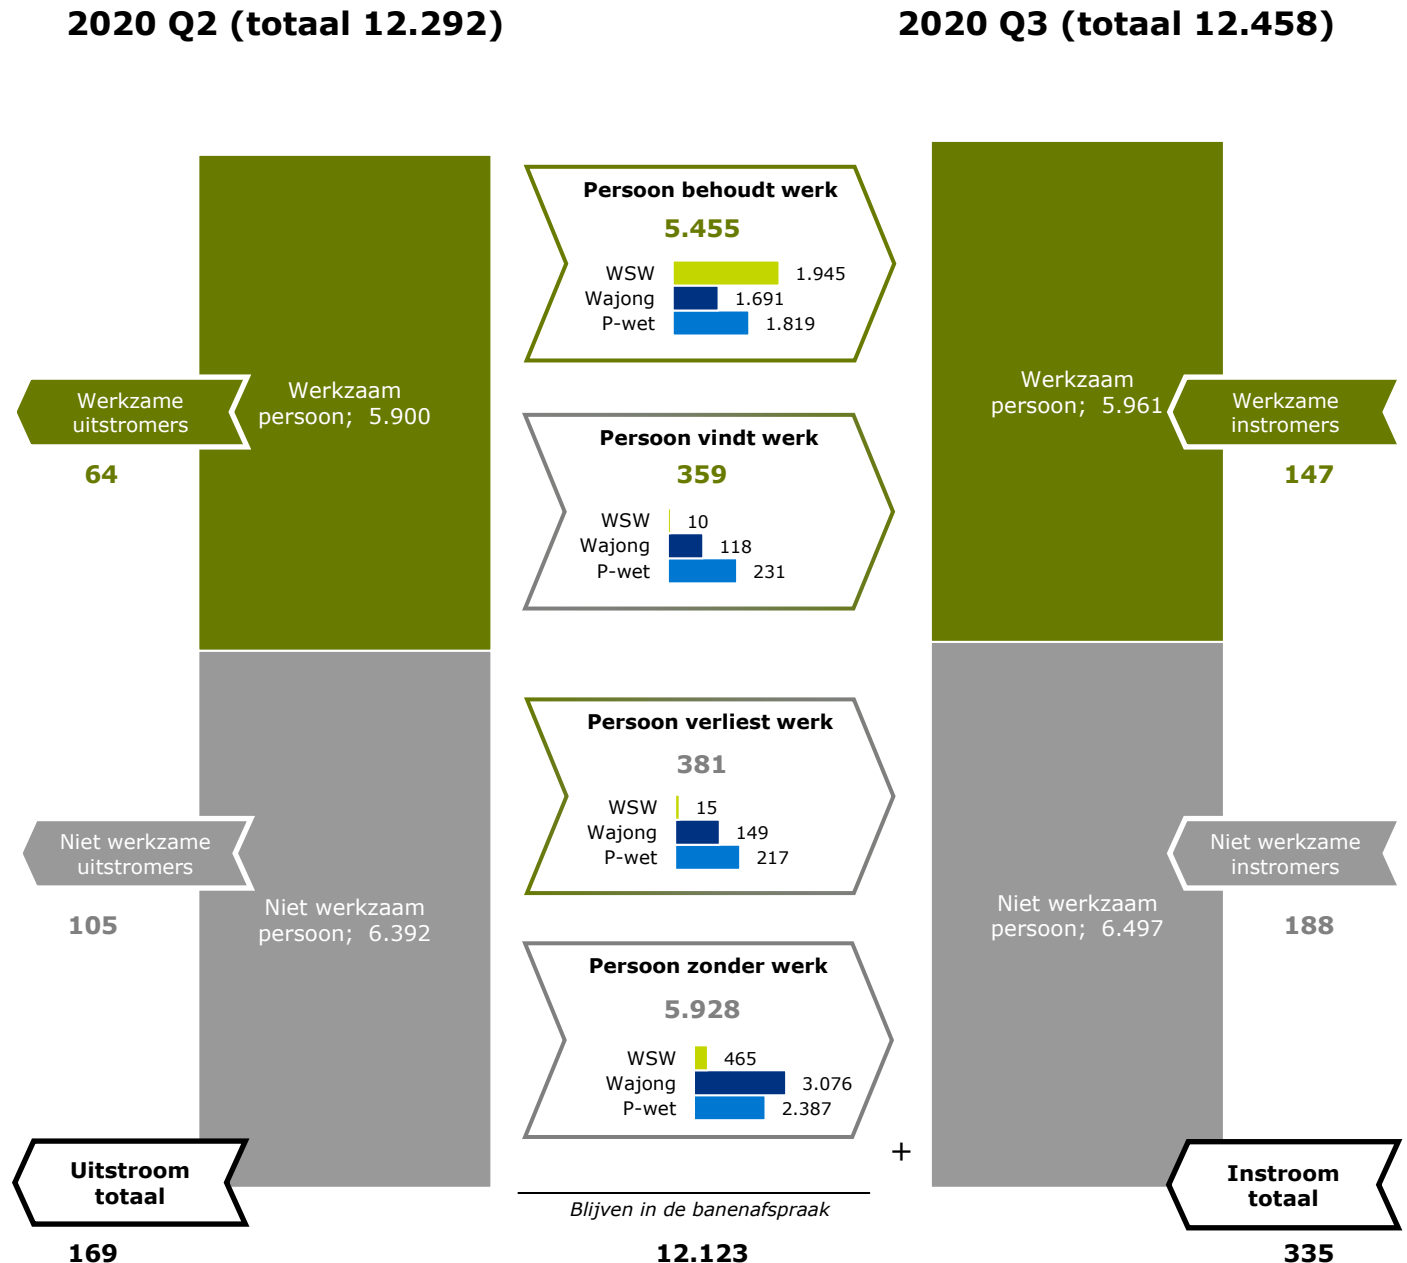 2020 Q2 (totaal 12.292)
2020 Q3 (totaal 12.458)
Werkzame
uitstromers
64
Werkzaam
persoon; 5.900
Niet werkzame
uitstromers
105
Niet werkzaam
persoon; 6.392
Uitstroom
totaal
169
Persoon behoudt werk
5.455
WSW 1.945
Wajong 1.691
P-wet 1.819
Persoon vindt werk
359
WSW 10
Wajong 118
P-wet 231
Persoon verliest werk
381
WSW 15
Wajong 149
P-wet 217
Persoon zonder werk
5.928
WSW 465
Wajong 3.076
P-wet 2.387
+
Blijven in de banenafspraak
12.123
Werkzaam
persoon; 5.961
Werkzame
instromers
147
Niet werkzaam
persoon; 6.497
Niet werkzame
instromers
188
Instroom
totaal
335